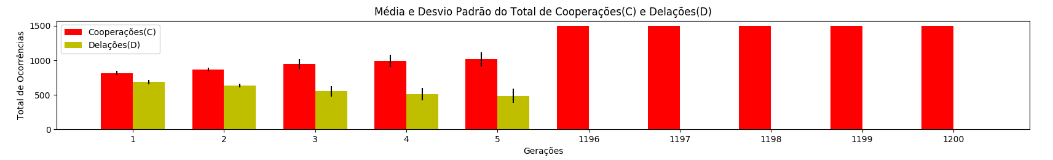 Média e Desvio Padrão do Total de Cooperações(C) e Delações(D)
1500
1000
500
0
Total de Ocorrências
Cooperações(C)
Delações(D)
1 2 3 4 5 1196 1197 1198 1199 1200
Gerações